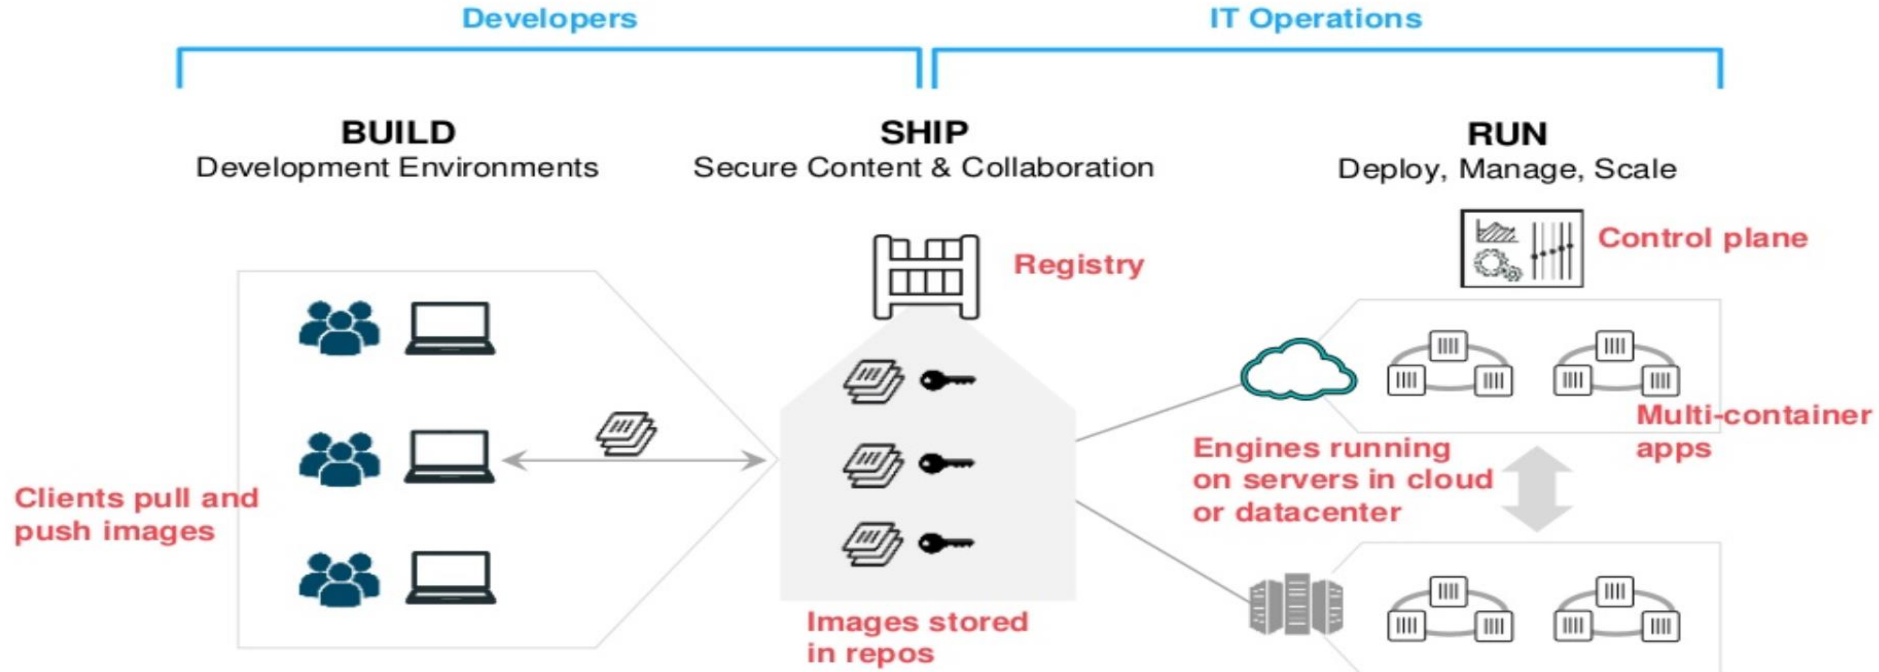 Developers
IT Operations
BUILD
Development Environments
SHIP
Secure Content & Collaboration
RUN
Deploy, Manage, Scale
Registry
Control plane
Clients pull and
push images
Images stored
in repos
Engines running
on servers in cloud
or datacenter
Multi-container
apps